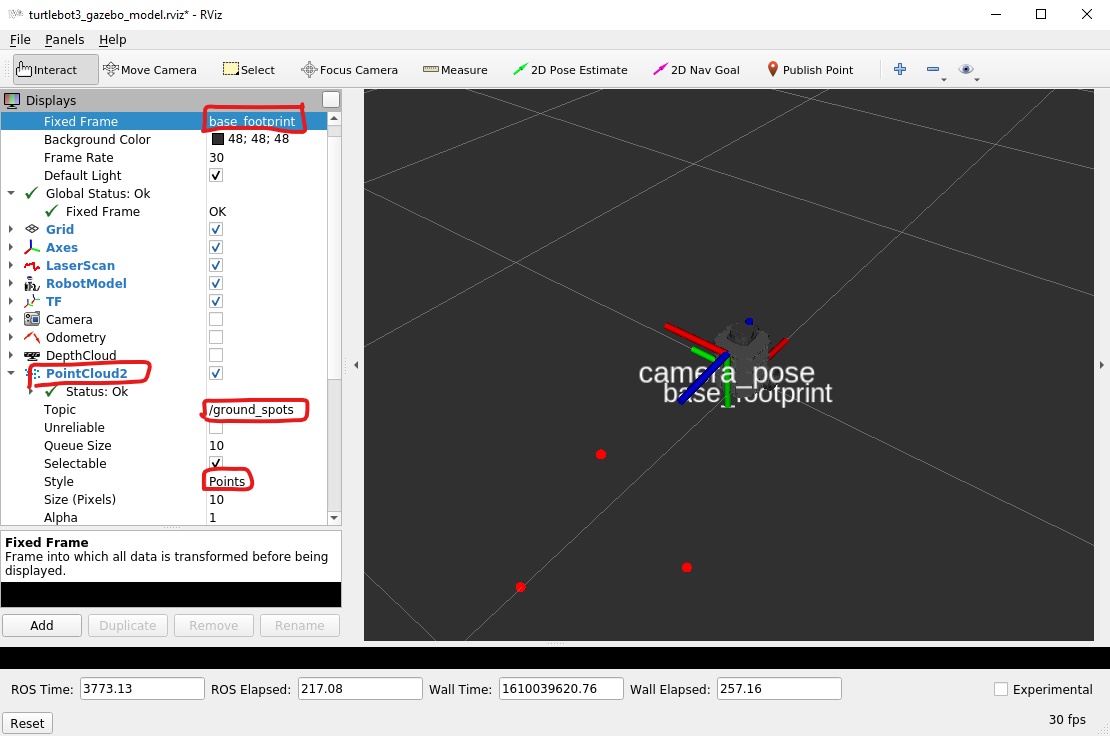 turtlebot3_gazebo_model.rviz* - RViz
File Panels Help
Interact Move Camera Select Focus Camera Measure 2D Pose Estimate 2D Nav Goal Publish Point
Displays
Fixed Frame base_footprint
Background Color 48; 48; 48
Frame Rate 30
Default Light
Global Status: Ok
Fixed Frame OK
Grid
Axes
LaserScan
RobotModel
TF
Camera
Odometry
DepthCloud
PointCloud2
Status: Ok
Topic /ground_spots
Unreliable
Queue Size 10
Selectable
Style Points
Size (Pixels) 10
Alpha 1
Fixed Frame
Frame into which all data is transformed before being
displayed.
Add Duplicate Remove Rename
camera_pose
base_footprint
ROS Time: 3773.13 ROS Elapsed: 217.08 Wall Time: 1610039620.76 Wall Elapsed: 257.16 Experimental
Reset 30 fps